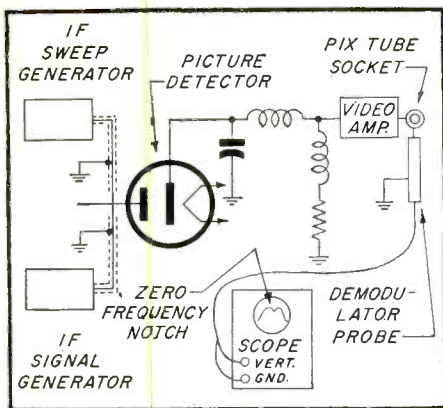 IF
SWEEP
GENERATOR
PICTURE
DETECTOR
PIX TUBE
SOCKET
VIDEO
AMP.
ZERO
FREQUENCY
NOTCH
SCOPE
VERT.
GND.
DEMODU-
LATOR
PROBE
IF
SIGNAL
GENERATOR